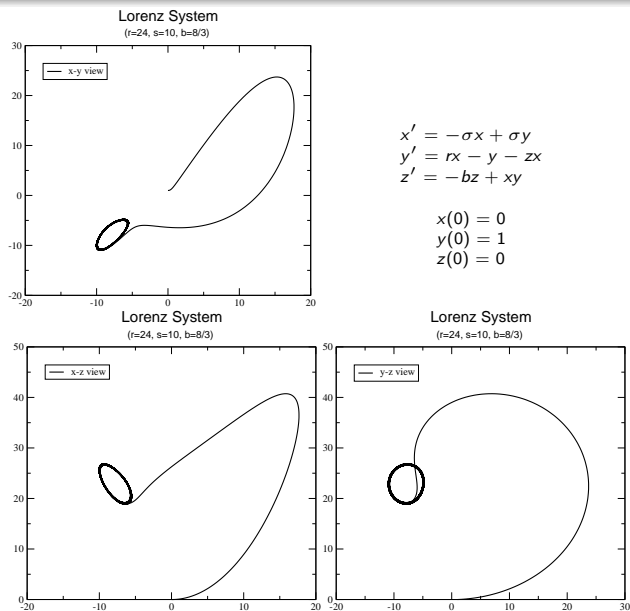 Lorenz System
(r=24, s=10, b=8/3)
30
20
10
0
-10
-20
-20
-10
0
10
20
x-y view
x′ = −σx + σy
y′ = rx − y − zx
z′ = −bz + xy
x(0) = 0
y(0) = 1
z(0) = 0
Lorenz System
(r=24, s=10, b=8/3)
50
40
30
20
10
0
-20
-10
0
10
20
x-z view
Lorenz System
(r=24, s=10, b=8/3)
50
40
30
20
10
0
-20
-10
0
10
20
30
y-z view